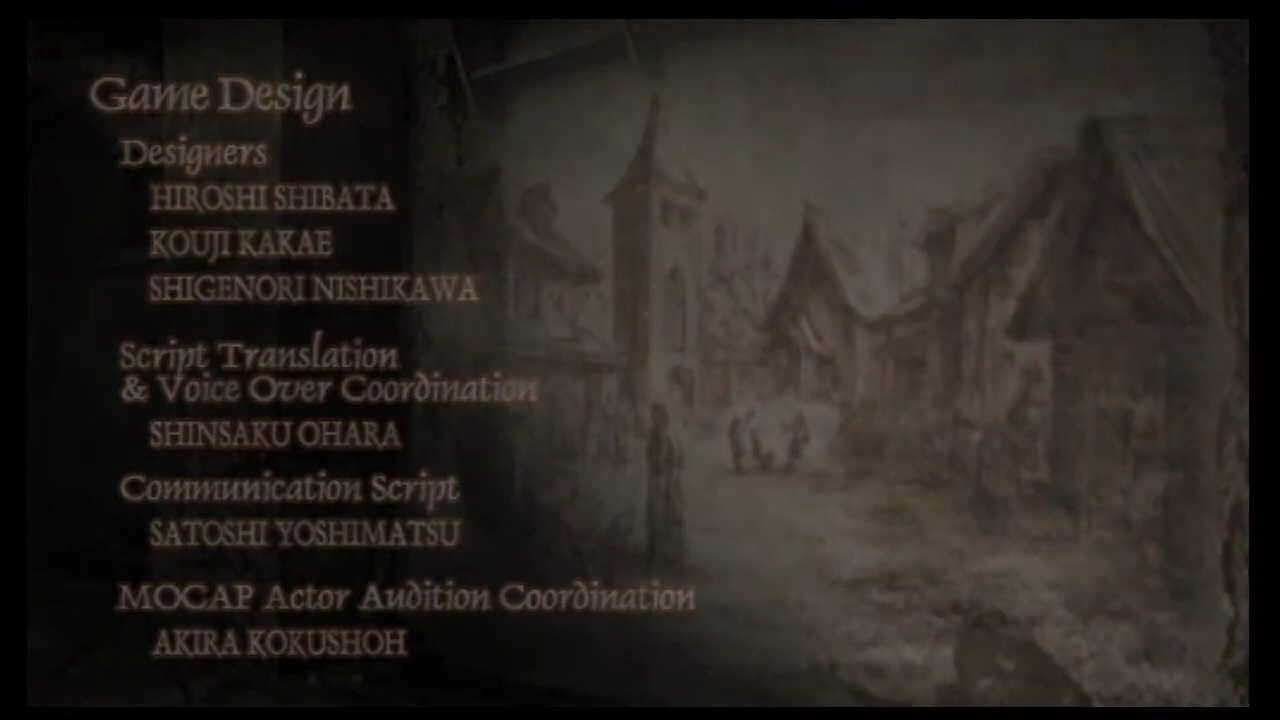 Game Design
Designers
HIROSHI SHIBATA
KOUJI KAKAE
SHIGENORI NISHIKAWA
Script Translation
& Voice Over Coordination
SHINSAKU OHARA
Communication Script
SATOSHI YOSHIMATSU
MOCAP Actor Audition Coordination
AKIRA KOKUSHOH